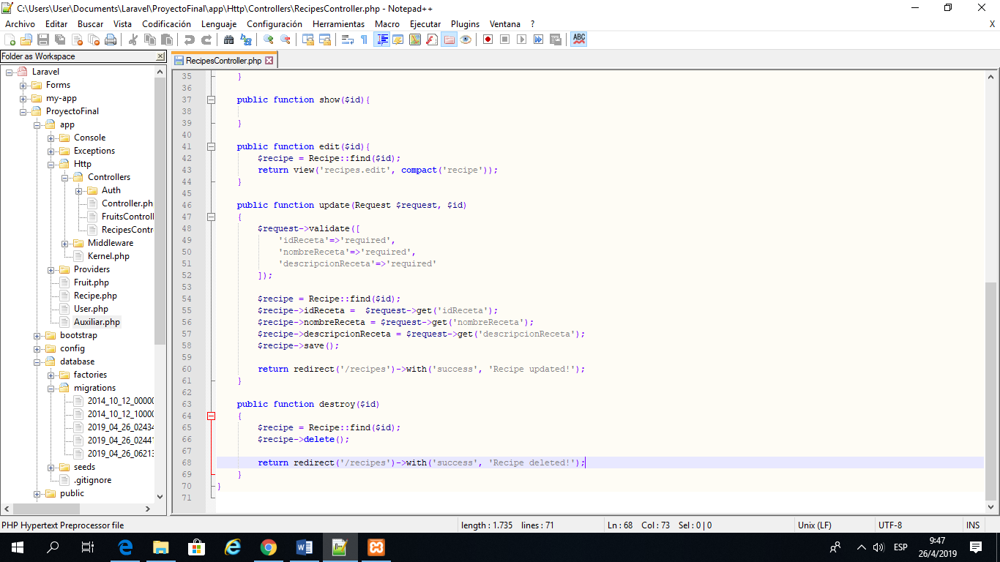 C:\Users\User\Documents\Laravel\ProyectoFinal\app\Http\Controllers\RecipesController.php - Notepad++
Archivo Editar Buscar Vista Codificación Lenguaje Configuración Herramientas Macro Ejecutar Plugins Ventana ? X
ABC
Folder as Workspace
Laravel
Forms
my-app
ProyectoFinal
app
Console
Exceptions
Http
Controllers
Auth
Controller.ph
FruitsControll
RecipesContr
Middleware
Kernel.php
Providers
Fruit.php
Recipe.php
User.php
Auxiliar.php
bootstrap
config
database
factories
migrations
2014_10_12_00000
2014_10_12_10000
2019_04_26_02434
2019_04_26_02441
2019_04_26_06213
seeds
.gitignore
public
RecipesController.php
35 }
36
37 public function show($id){
38
39 }
40
41 public function edit($id){
42 $recipe = Recipe::find($id);
43 return view('recipes.edit', compact('recipe'));
44 }
45
46 public function update(Request $request, $id)
47 {
48 $request->validate([
49 'idReceta'=>'required',
50 'nombreReceta'=>'required',
51 'descripcionReceta'=>'required'
52 ]);
53
54 $recipe = Recipe::find($id);
55 $recipe->idReceta =  $request->get('idReceta');
56 $recipe->nombreReceta = $request->get('nombreReceta');
57 $recipe->descripcionReceta = $request->get('descripcionReceta');
58 $recipe->save();
59
60 return redirect('/recipes')->with('success', 'Recipe updated!');
61 }
62
63 public function destroy($id)
64 {
65 $recipe = Recipe::find($id);
66 $recipe->delete();
67
68 return redirect('/recipes')->with('success', 'Recipe deleted!');
69 }
70 }
71
PHP Hypertext Preprocessor file length : 1.735 lines : 71 Ln : 68 Col : 73 Sel : 0 | 0 Unix (LF) UTF-8 INS
ESP
9:47
26/4/2019